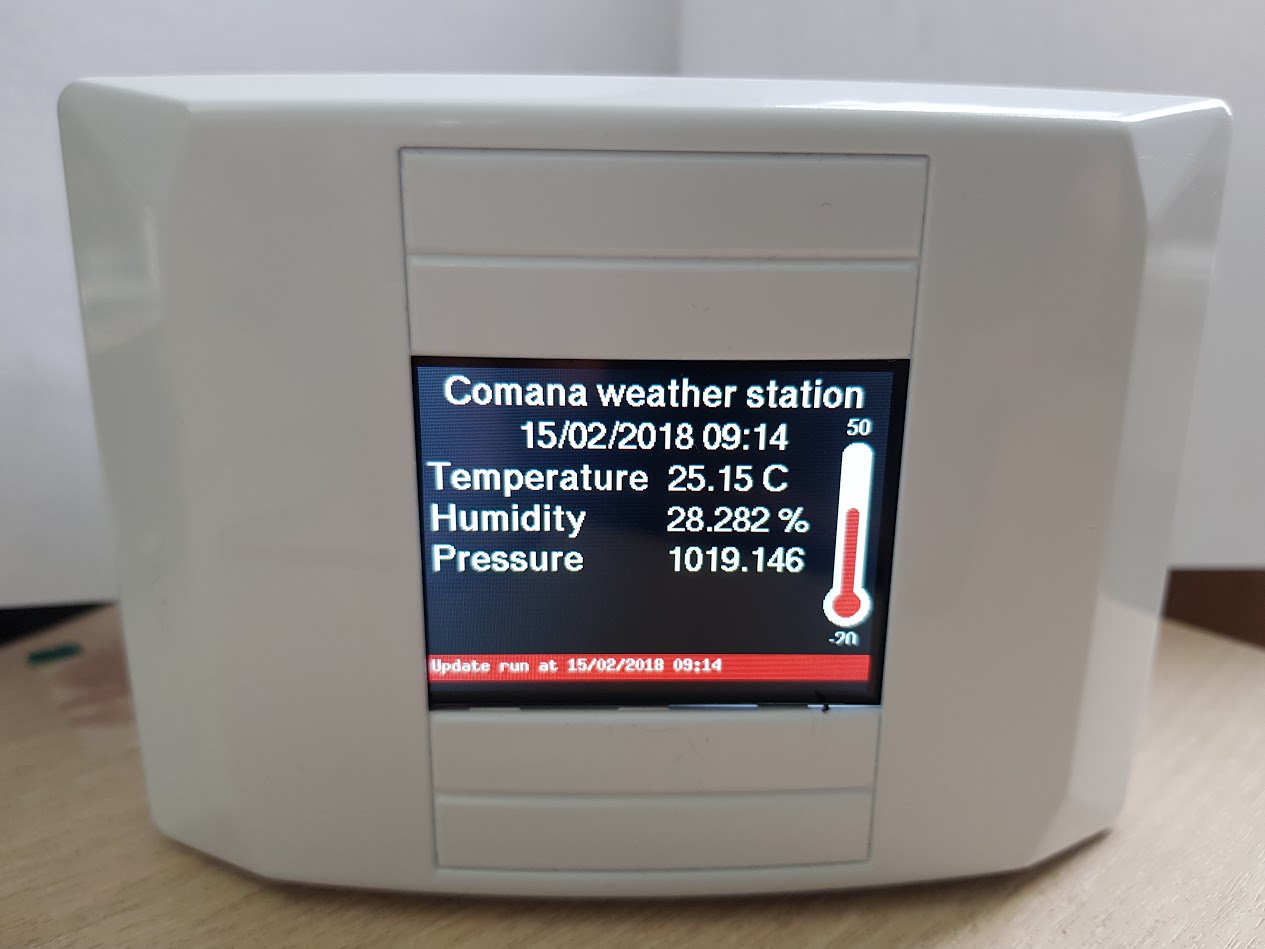 Comana weather station
15/02/2018 09:14
50
Temperature 25.15 C
Humidity 28.282 %
Pressure 1019.146
-20
Update run at 15/02/2018 09:14